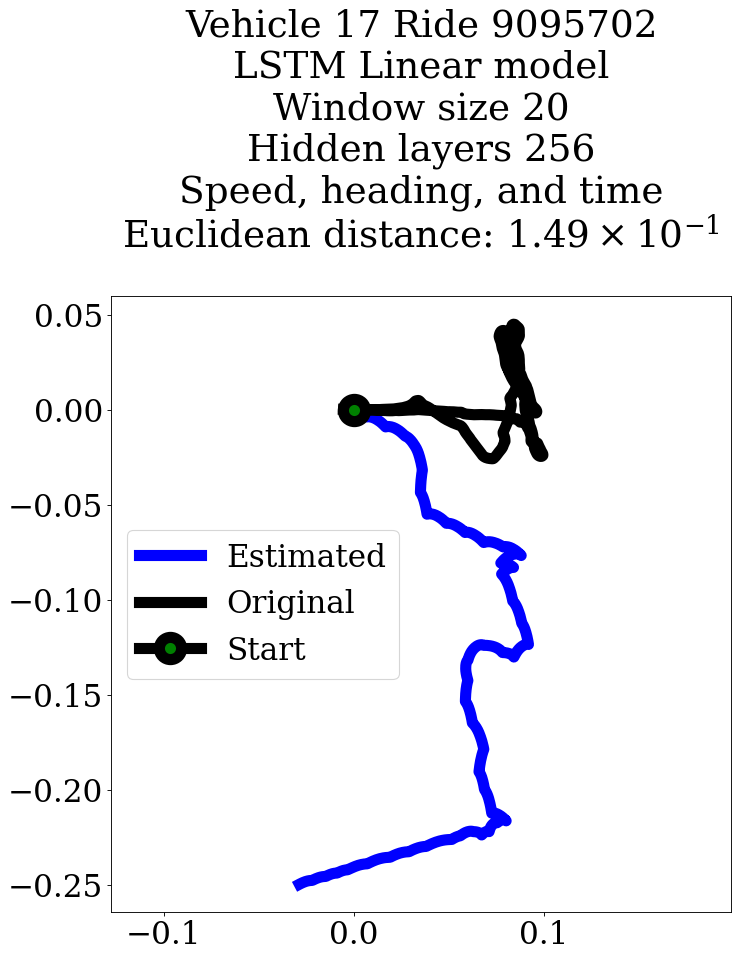 Vehicle 17 Ride 9095702
LSTM Linear model
Window size 20
Hidden layers 256
Speed, heading, and time
Euclidean distance: 1.49 × 10⁻¹
0.05
0.00
−0.05
−0.10
−0.15
−0.20
−0.25
Estimated
Original
Start
−0.1 0.0 0.1